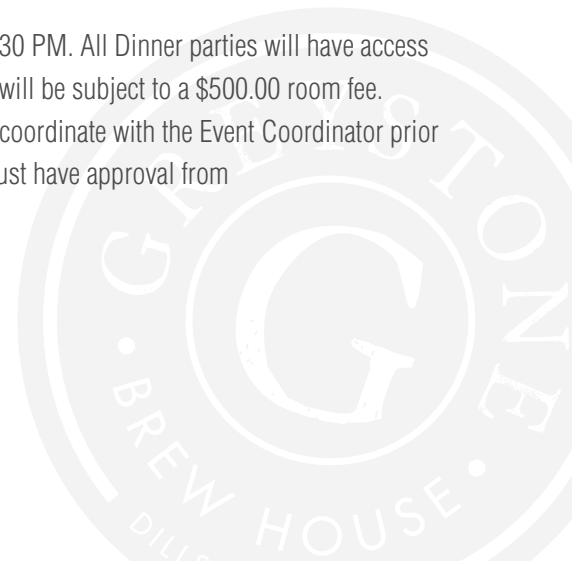 30 PM. All Dinner parties will have access
will be subject to a $500.00 room fee.
coordinate with the Event Coordinator prior
ust have approval from
GREYSTONE
G
BREW HOUSE
DILLS